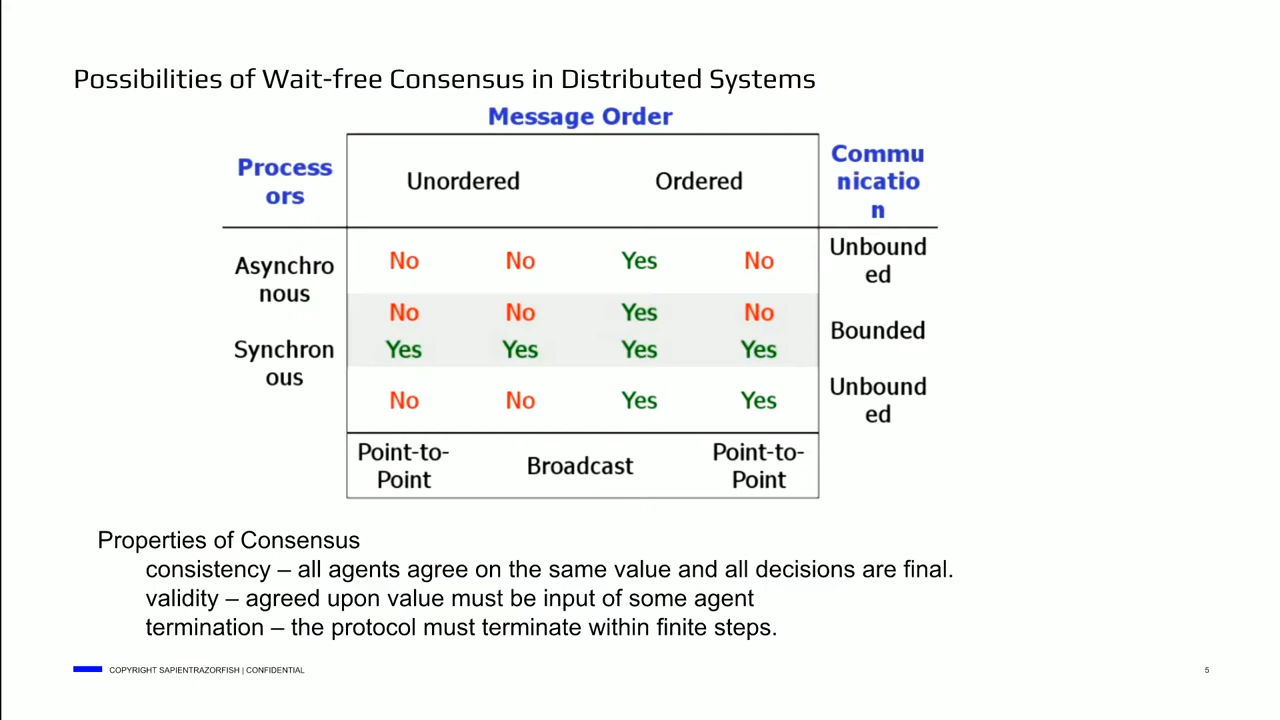 Possibilities of Wait-free Consensus in Distributed Systems
Message Order
Process
ors
Unordered
Ordered
Commu
nicatio
n
Asynchro
nous
No
No
Yes
No
Unbound
ed
No
No
Yes
No
Bounded
Synchron
ous
Yes
Yes
Yes
Yes
No
No
Yes
Yes
Unbound
ed
Point-to-
Point
Broadcast
Point-to-
Point
Properties of Consensus
consistency – all agents agree on the same value and all decisions are final.
validity – agreed upon value must be input of some agent
termination – the protocol must terminate within finite steps.
COPYRIGHT SAPIENTRAZORFISH | CONFIDENTIAL
5